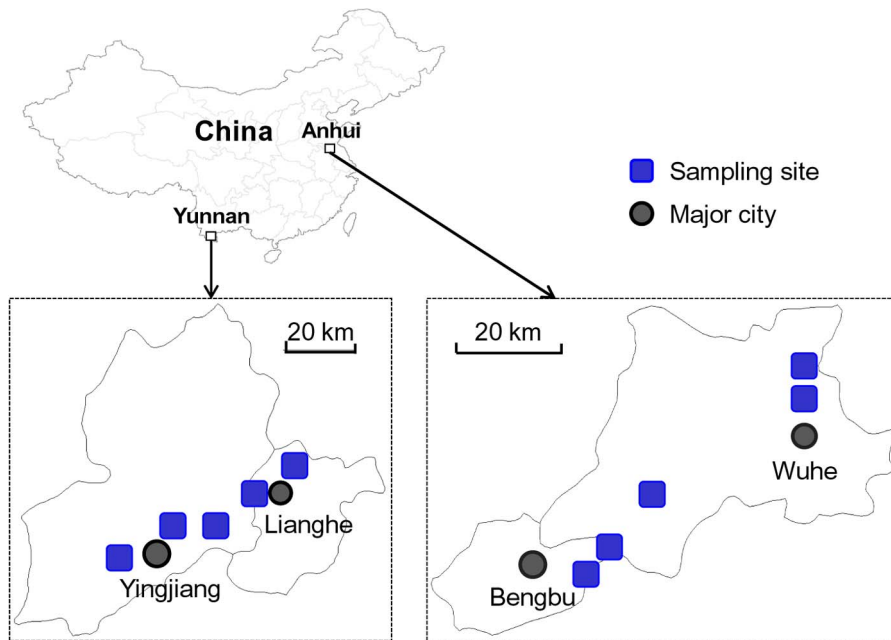 China
Anhui
Yunnan
Sampling site
Major city
20 km
Lianghe
Yingjiang
20 km
Wuhe
Bengbu